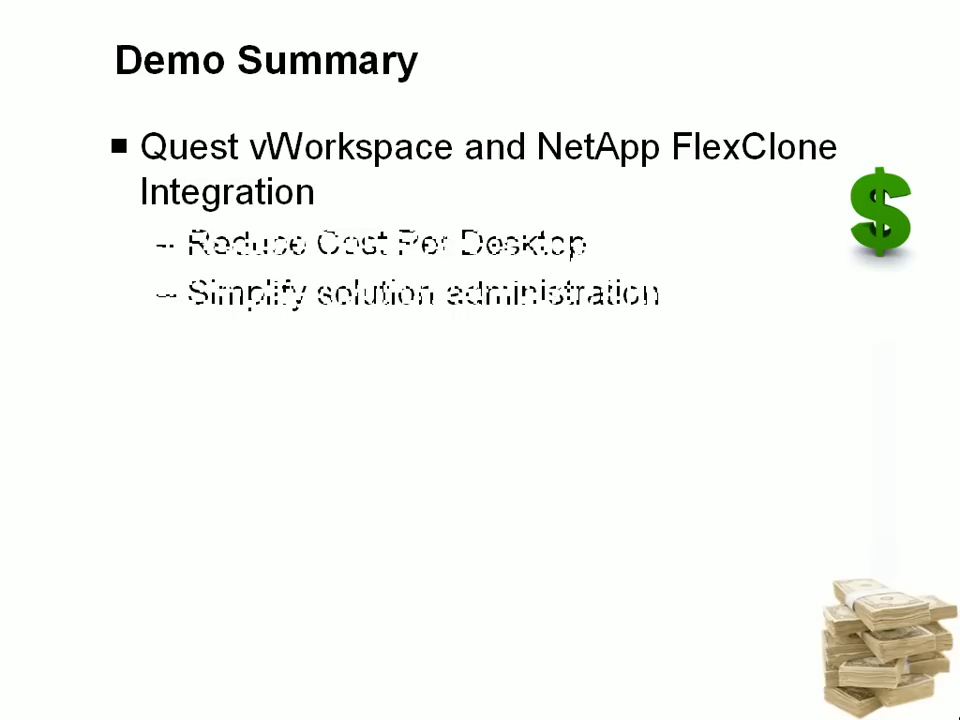 Demo Summary
■ Quest vWorkspace and NetApp FlexClone
Integration
– Reduce Cost Per Desktop
– Simplify solution administration
$